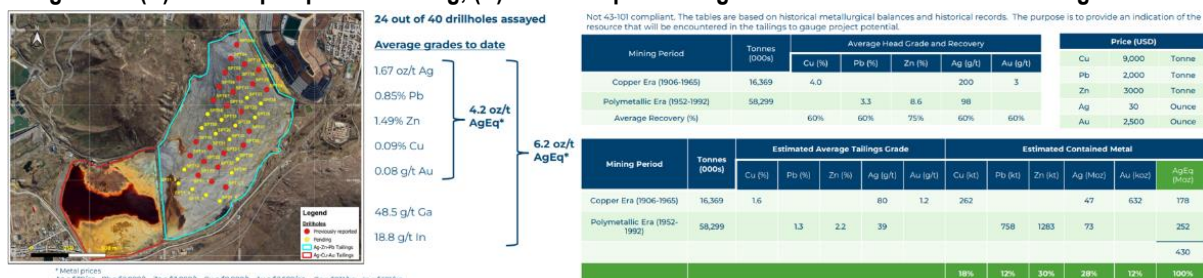 24 out of 40 drillholes assayed
Average grades to date
1.67 oz/t Ag
0.85% Pb
1.49% Zn
0.09% Cu
0.08 g/t Au
4.2 oz/t
AgEq*
6.2 oz/t
AgEq*
48.5 g/t Ga
18.8 g/t In
Legend
Drillholes
Previously reported
Pending
Ag-Zn-Pb Tailings
Ag-Cu-Au Tailings
* Metal prices
Not 43-101 compliant. The tables are based on historical metallurgical balances and historical records. The purpose is to provide an indication of the
resource that will be encountered in the tailings to gauge project potential.
Mining Period Tonnes (000s) Average Head Grade and Recovery
Cu (%) Pb (%) Zn (%) Ag (g/t) Au (g/t)
Copper Era (1906-1965) 16,369 4.0 200 3
Polymetallic Era (1952-1992) 58,299 3.3 8.6 98
Average Recovery (%) 60% 60% 75% 60% 60%
Price (USD)
Cu 9,000 Tonne
Pb 2,000 Tonne
Zn 3000 Tonne
Ag 30 Ounce
Au 2,500 Ounce
Mining Period Tonnes (000s) Estimated Average Tailings Grade Estimated Contained Metal
Cu (%) Pb (%) Zn (%) Ag (g/t) Au (g/t) Cu (kt) Pb (kt) Zn (kt) Ag (Moz) Au (koz) AgEq (Moz)
Copper Era (1906-1965) 16,369 1.6 80 1.2 262 47 632 178
Polymetallic Era (1952-
1992) 58,299 1.3 2.2 39 758 1283 73 252
430
18% 12% 30% 28% 12% 100%